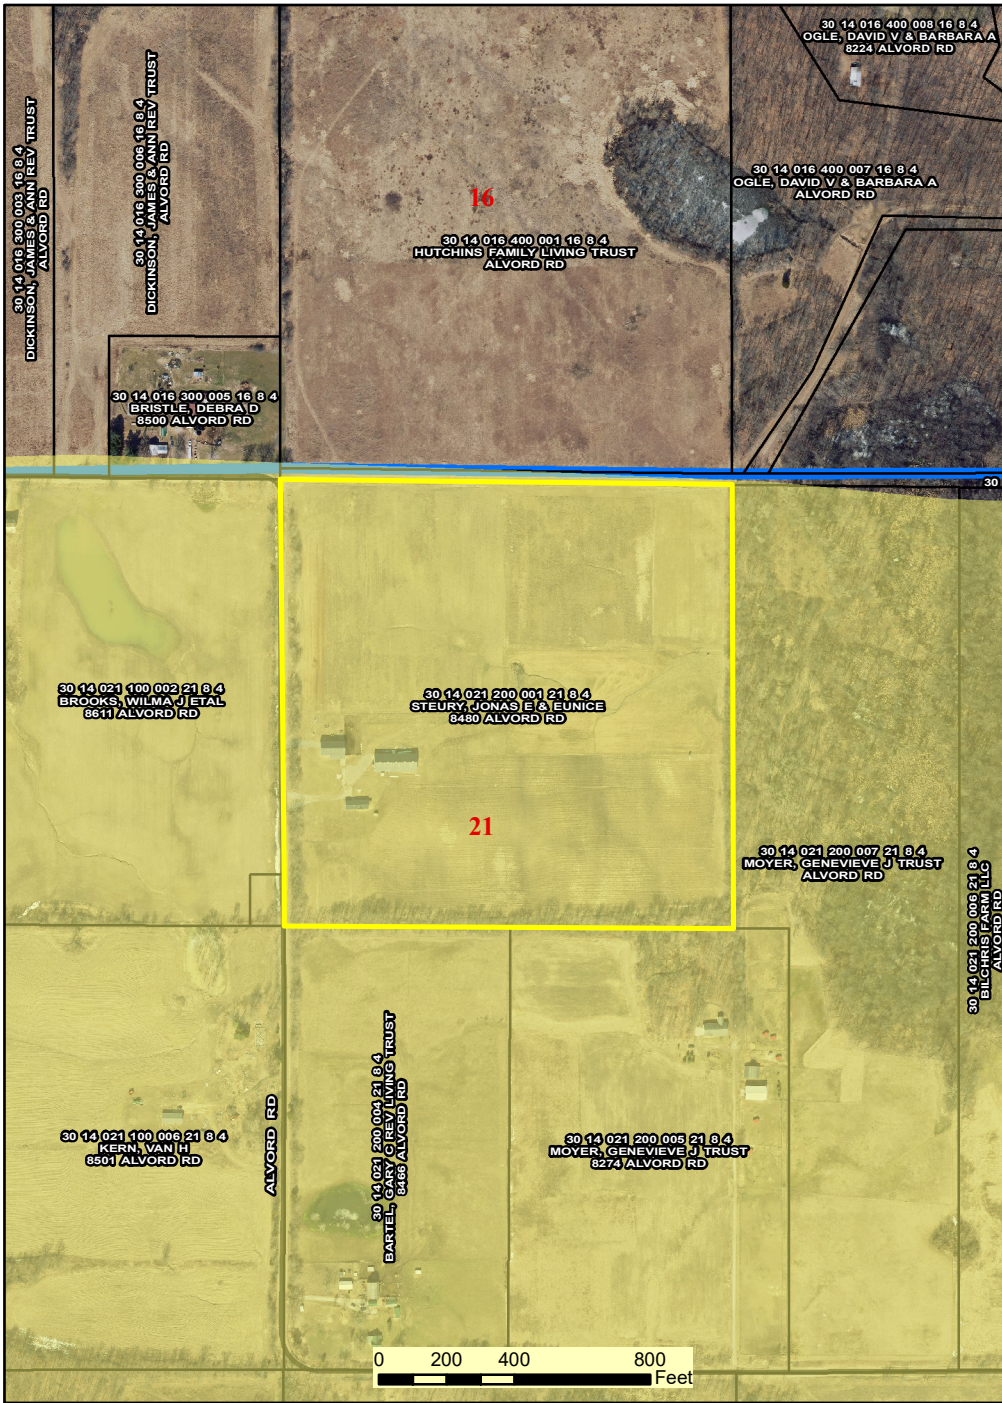 30 14 016 400 008 16 8 4
OGLE, DAVID V & BARBARA A
8224 ALVORD RD
30 14 016 300 003 16 8 4
DICKINSON, JAMES & ANN REV TRUST
ALVORD RD
30 14 016 300 006 16 8 4
DICKINSON, JAMES & ANN REV TRUST
ALVORD RD
30 14 016 400 007 16 8 4
OGLE, DAVID V & BARBARA A
ALVORD RD
16
30 14 016 400 001 16 8 4
HUTCHINS FAMILY LIVING TRUST
ALVORD RD
30 14 016 300 005 16 8 4
BRISTLE, DEBRA D
8500 ALVORD RD
30
30 14 021 100 002 21 8 4
BROOKS, WILMA J ETAL
8611 ALVORD RD
30 14 021 200 001 21 8 4
STEURY, JONAS E & EUNICE
8480 ALVORD RD
21
30 14 021 200 007 21 8 4
MOYER, GENEVIEVE J TRUST
ALVORD RD
30 14 021 200 006 21 8 4
BILCHRIS FARM LLC
ALVORD RD
30 14 021 100 006 21 8 4
KERN, VAN H
8501 ALVORD RD
ALVORD RD
30 14 021 200 004 21 8 4
BARTEL, GARY C I REV LIVING TRUST
8466 ALVORD RD
30 14 021 200 005 21 8 4
MOYER, GENEVIEVE J TRUST
8274 ALVORD RD
0 200 400 800
Feet